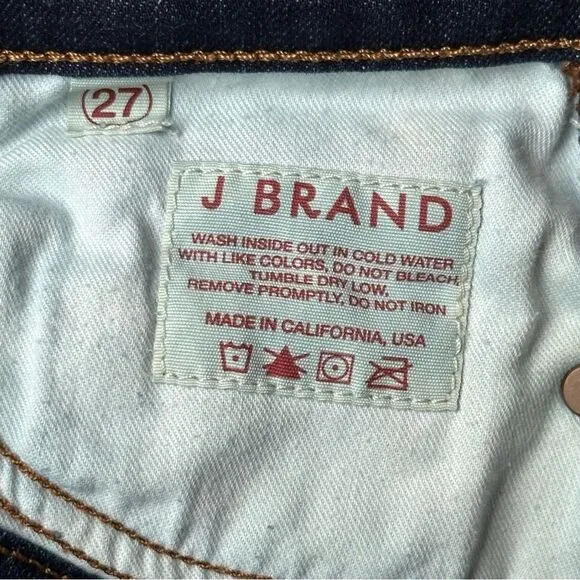 (27)
J BRAND
WASH INSIDE OUT IN COLD WATER
WITH LIKE COLORS, DO NOT BLEACH,
TUMBLE DRY LOW,
REMOVE PROMPTLY, DO NOT IRON
MADE IN CALIFORNIA, USA